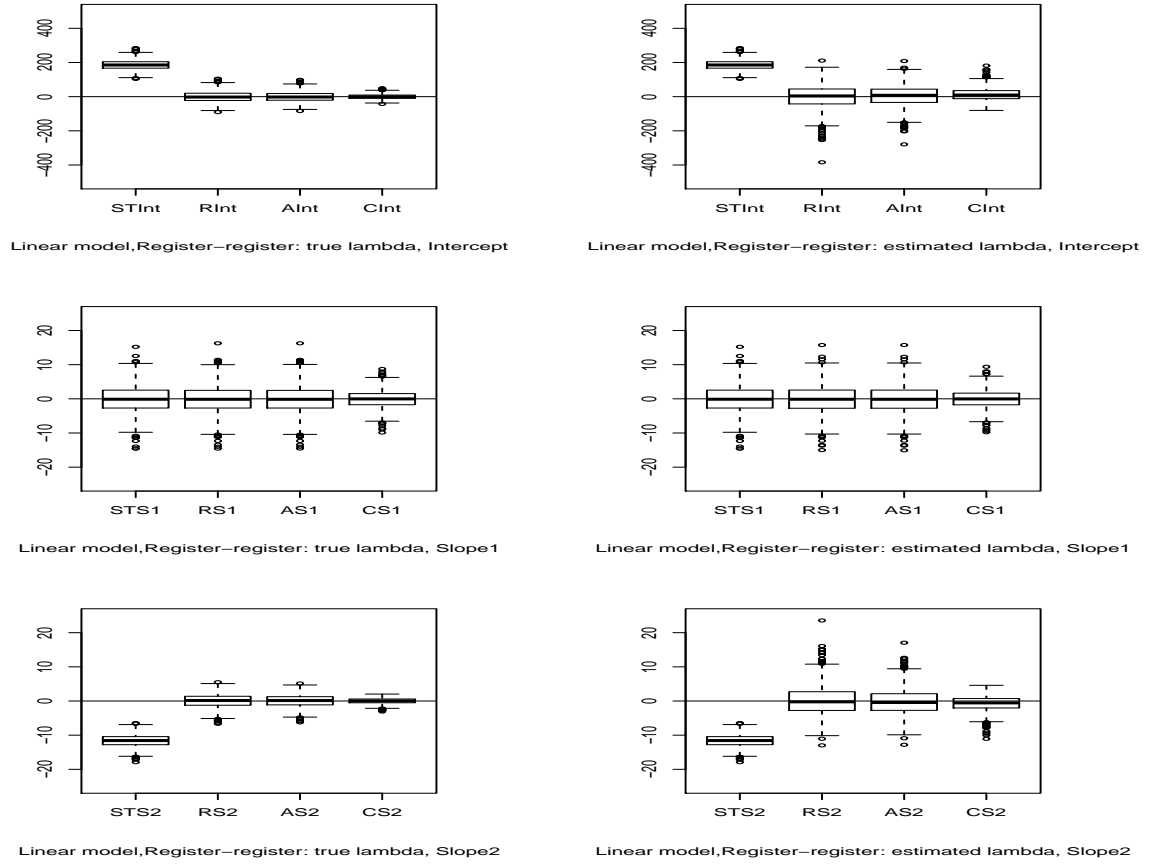 400
200
0
−200
−400
STInt RInt AInt CInt
Linear model,Register−register: true lambda, Intercept
400
200
0
−200
−400
STInt RInt AInt CInt
Linear model,Register−register: estimated lambda, Intercept
20
10
0
−10
−20
STS1 RS1 AS1 CS1
Linear model,Register−register: true lambda, Slope1
20
10
0
−10
−20
STS1 RS1 AS1 CS1
Linear model,Register−register: estimated lambda, Slope1
20
10
0
−10
−20
STS2 RS2 AS2 CS2
Linear model,Register−register: true lambda, Slope2
20
10
0
−10
−20
STS2 RS2 AS2 CS2
Linear model,Register−register: estimated lambda, Slope2